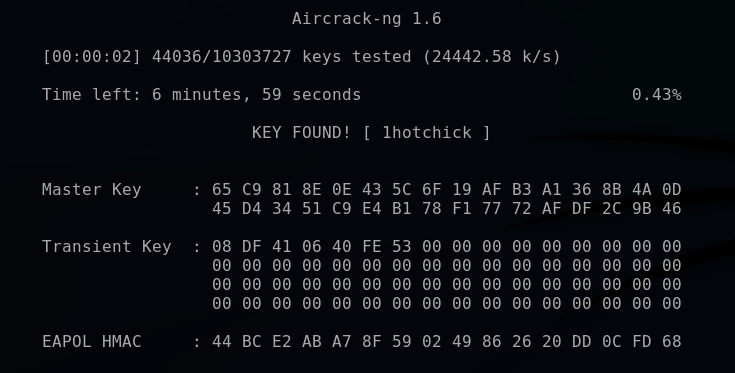 Aircrack-ng 1.6
[00:00:02] 44036/10303727 keys tested (24442.58 k/s)
Time left: 6 minutes, 59 seconds 0.43%
KEY FOUND! [ 1hotchick ]
Master Key : 65 C9 81 8E 0E 43 5C 6F 19 AF B3 A1 36 8B 4A 0D
45 D4 34 51 C9 E4 B1 78 F1 77 72 AF DF 2C 9B 46
Transient Key : 08 DF 41 06 40 FE 53 00 00 00 00 00 00 00 00 00
00 00 00 00 00 00 00 00 00 00 00 00 00 00 00 00
00 00 00 00 00 00 00 00 00 00 00 00 00 00 00 00
00 00 00 00 00 00 00 00 00 00 00 00 00 00 00 00
EAPOL HMAC : 44 BC E2 AB A7 8F 59 02 49 86 26 20 DD 0C FD 68